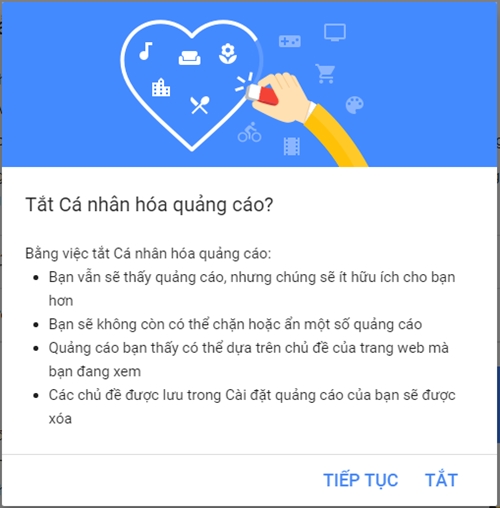 Tắt Cá nhân hóa quảng cáo?
Bằng việc tắt Cá nhân hóa quảng cáo:
• Bạn vẫn sẽ thấy quảng cáo, nhưng chúng sẽ ít hữu ích cho bạn
hơn
• Bạn sẽ không còn có thể chặn hoặc ẩn một số quảng cáo
• Quảng cáo bạn thấy có thể dựa trên chủ đề của trang web mà
bạn đang xem
• Các chủ đề được lưu trong Cài đặt quảng cáo của bạn sẽ được
xóa
TIẾP TỤC TẮT